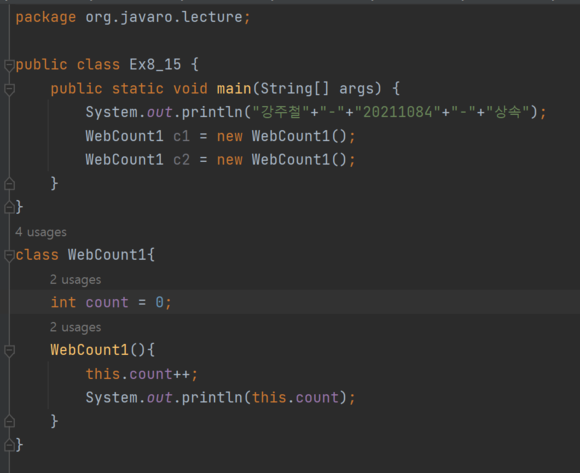 package org.javaro.lecture;
public class Ex8_15 {
public static void main(String[] args) {
System.out.println("강주철"+"-"+"20211084"+"-"+"상속");
WebCount1 c1 = new WebCount1();
WebCount1 c2 = new WebCount1();
}
}
4 usages
class WebCount1{
2 usages
int count = 0;
2 usages
WebCount1(){
this.count++;
System.out.println(this.count);
}
}